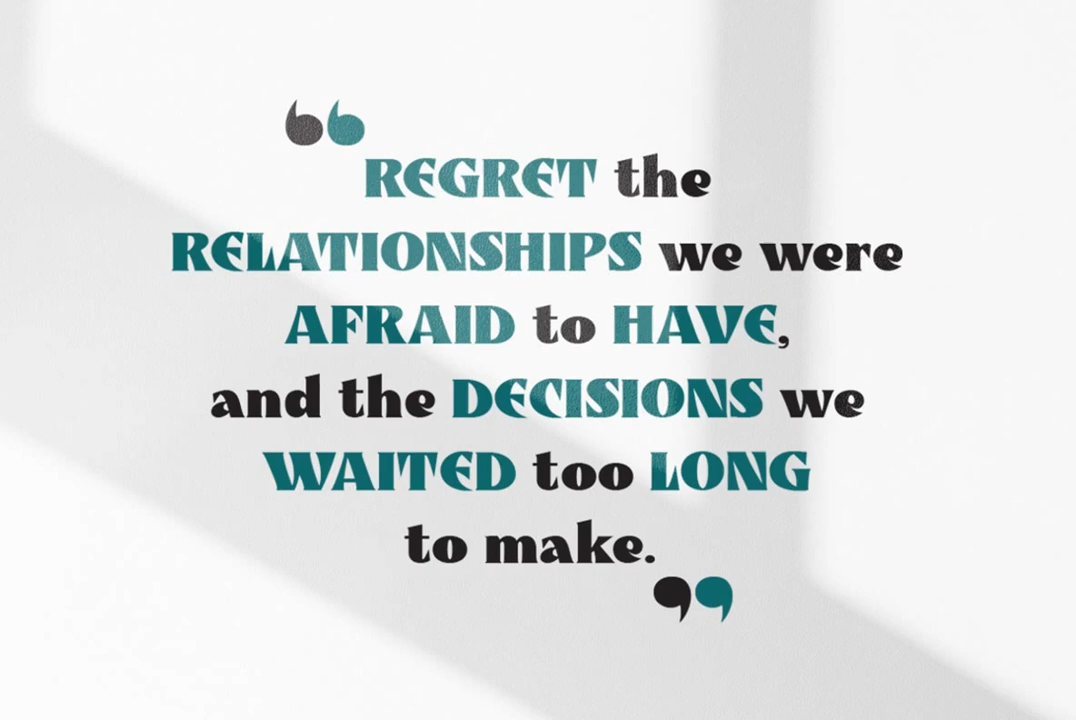 “REGRET the
RELATIONSHIPS we were
AFRAID to HAVE,
and the DECISIONS we
WAITED too LONG
to make.”